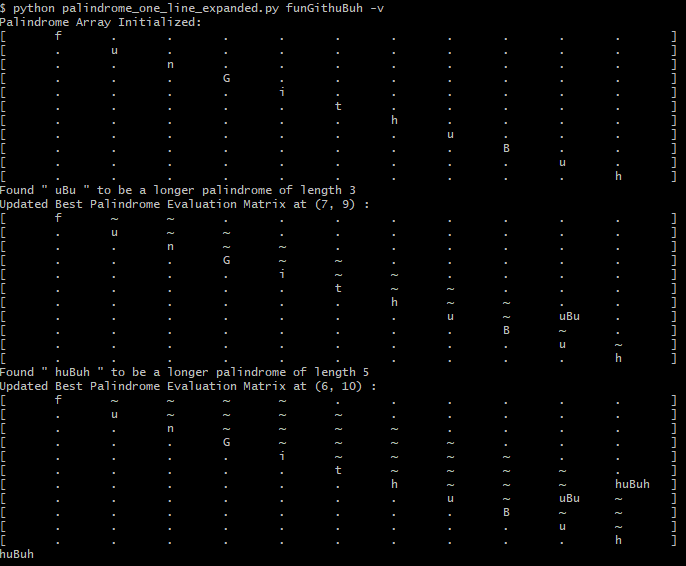 $ python palindrome_one_line_expanded.py funGithuBuh -v
Palindrome Array Initialized:
[ f . . . . . . . . . . ]
[ . u . . . . . . . . . ]
[ . . n . . . . . . . . ]
[ . . . G . . . . . . . ]
[ . . . . i . . . . . . ]
[ . . . . . t . . . . . ]
[ . . . . . . h . . . . ]
[ . . . . . . . u . . . ]
[ . . . . . . . . B . . ]
[ . . . . . . . . . u . ]
[ . . . . . . . . . . h ]
Found " uBu " to be a longer palindrome of length 3
Updated Best Palindrome Evaluation Matrix at (7, 9) :
[ f ~ ~ . . . . . . . . ]
[ . u ~ ~ . . . . . . . ]
[ . . n ~ ~ . . . . . . ]
[ . . . G ~ ~ . . . . . ]
[ . . . . i ~ ~ . . . . ]
[ . . . . . t ~ ~ . . . ]
[ . . . . . . h ~ ~ . . ]
[ . . . . . . . u ~ uBu . ]
[ . . . . . . . . B ~ . ]
[ . . . . . . . . . u ~ ]
[ . . . . . . . . . . h ]
Found " huBuh " to be a longer palindrome of length 5
Updated Best Palindrome Evaluation Matrix at (6, 10) :
[ f ~ ~ ~ ~ . . . . . . ]
[ . u ~ ~ ~ ~ . . . . . ]
[ . . n ~ ~ ~ ~ . . . . ]
[ . . . G ~ ~ ~ ~ . . . ]
[ . . . . i ~ ~ ~ ~ . . ]
[ . . . . . t ~ ~ ~ ~ . ]
[ . . . . . . h ~ ~ ~ huBuh ]
[ . . . . . . . u ~ uBu ~ ]
[ . . . . . . . . B ~ ~ ]
[ . . . . . . . . . u ~ ]
[ . . . . . . . . . . h ]
huBuh